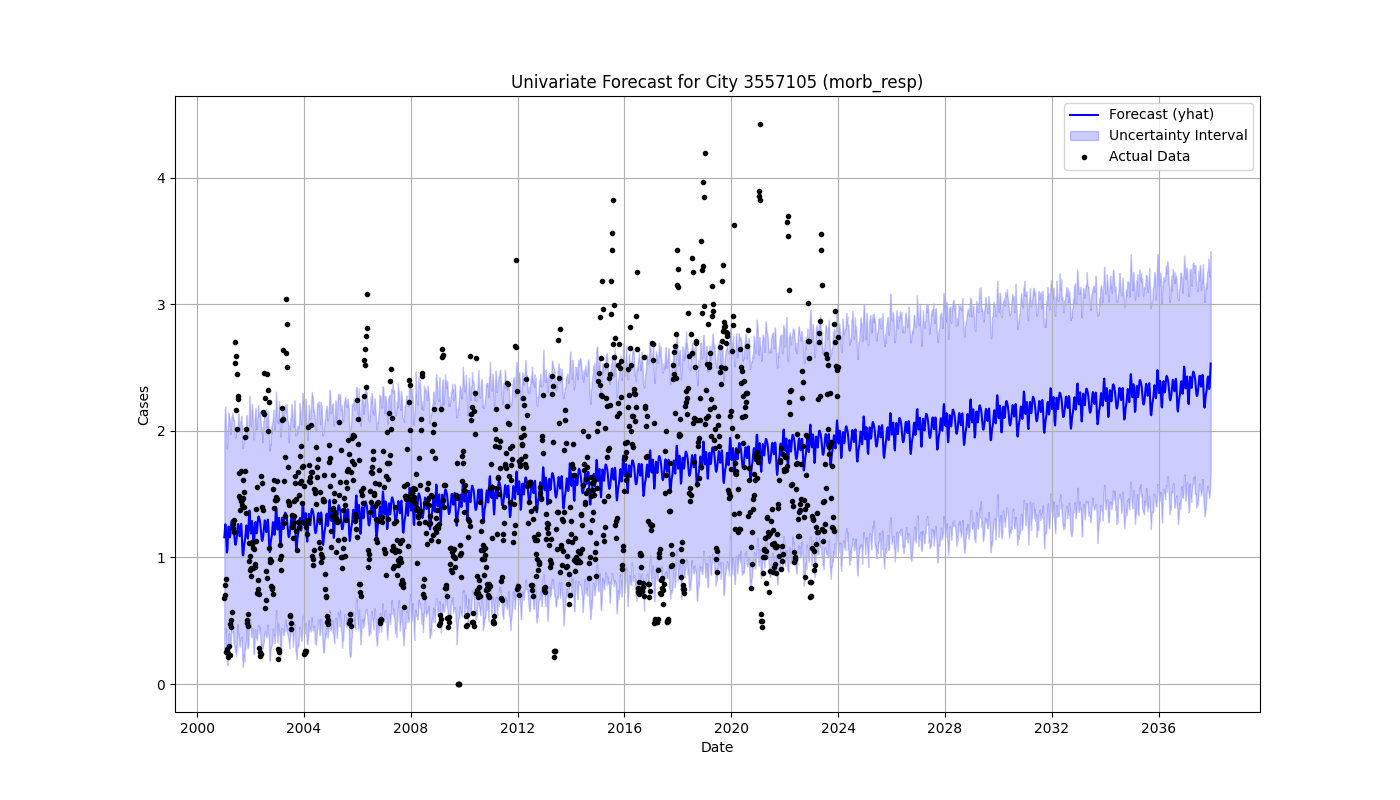 Univariate Forecast for City 3557105 (morb_resp)
Forecast (yhat)
Uncertainty Interval
Actual Data
Cases
4
3
2
1
0
2000 2004 2008 2012 2016 2020 2024 2028 2032 2036
Date